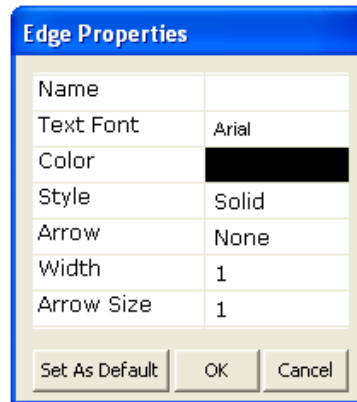 Edge Properties
Name
Text Font Arial
Color
Style Solid
Arrow None
Width 1
Arrow Size 1
Set As Default OK Cancel